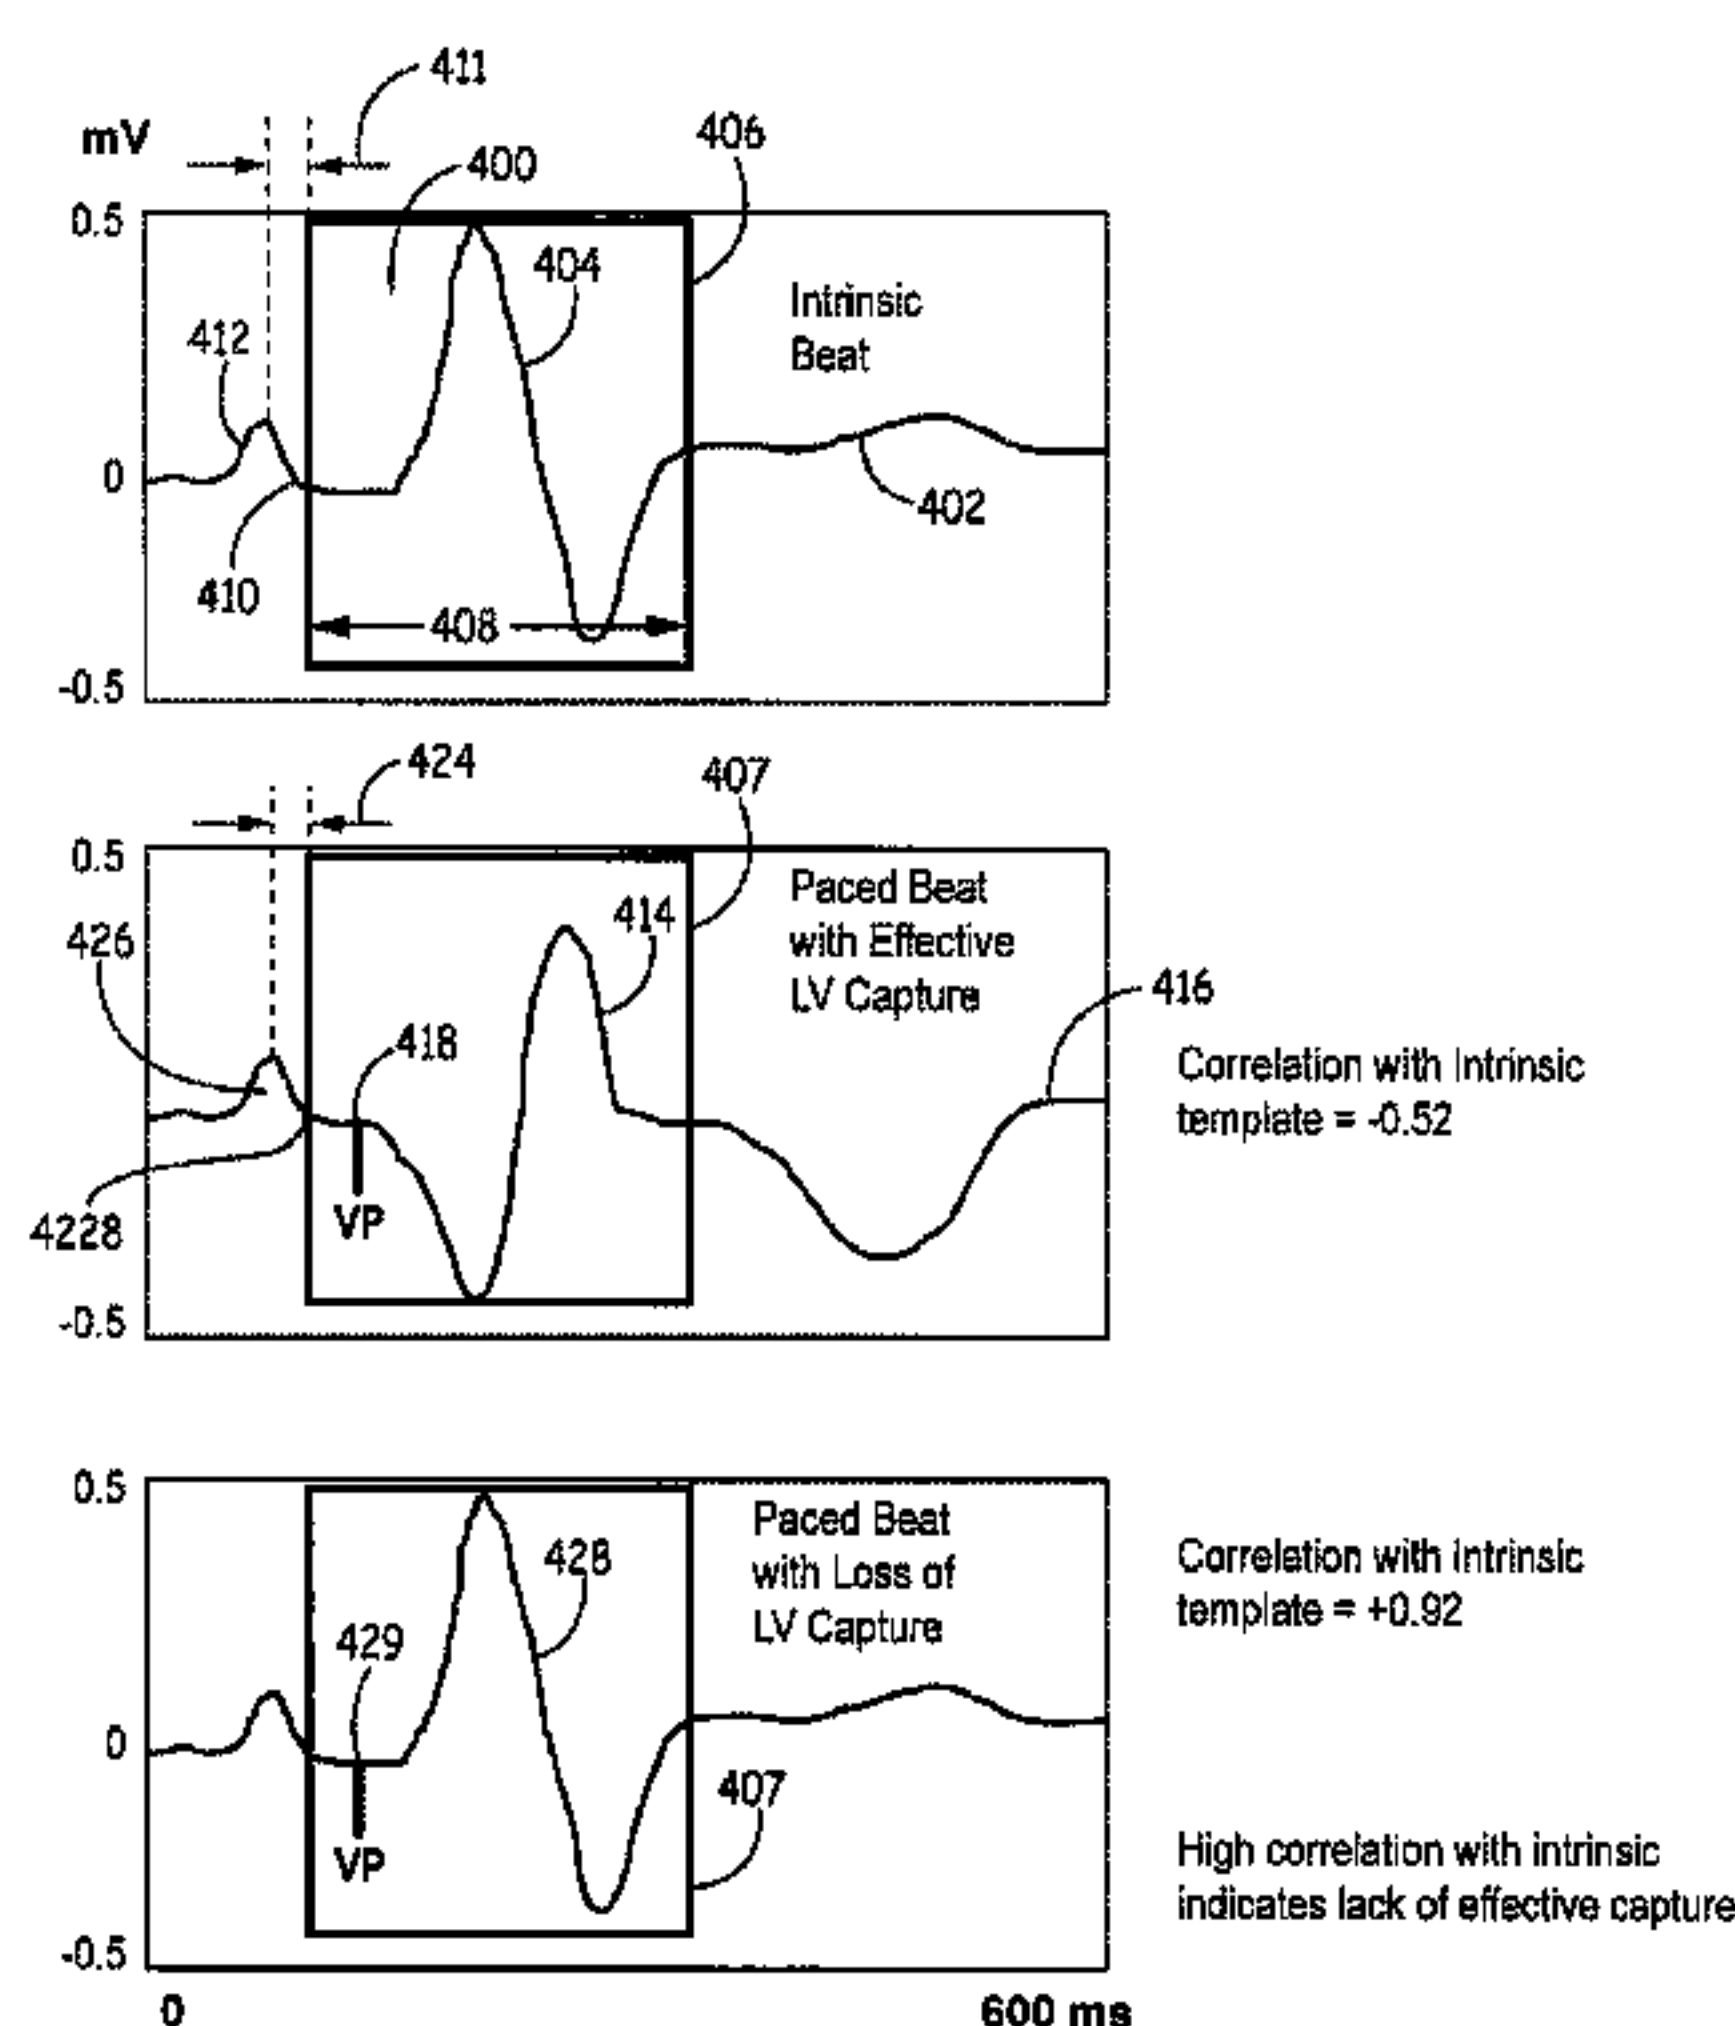 411
mV
406
400
0.5
404
Intrinsic
Beat
412
0
402
410
408
-0.5
424
407
0.5
Paced Beat
with Effective
LV Capture
414
426
416
418
Correlation with Intrinsic
template = -0.52
4228
VP
-0.5
0.5
Paced Beat
with Loss of
LV Capture
428
Correlation with Intrinsic
template = +0.92
429
0
407
VP
High correlation with intrinsic
indicates lack of effective capture
-0.5
0
600 ms